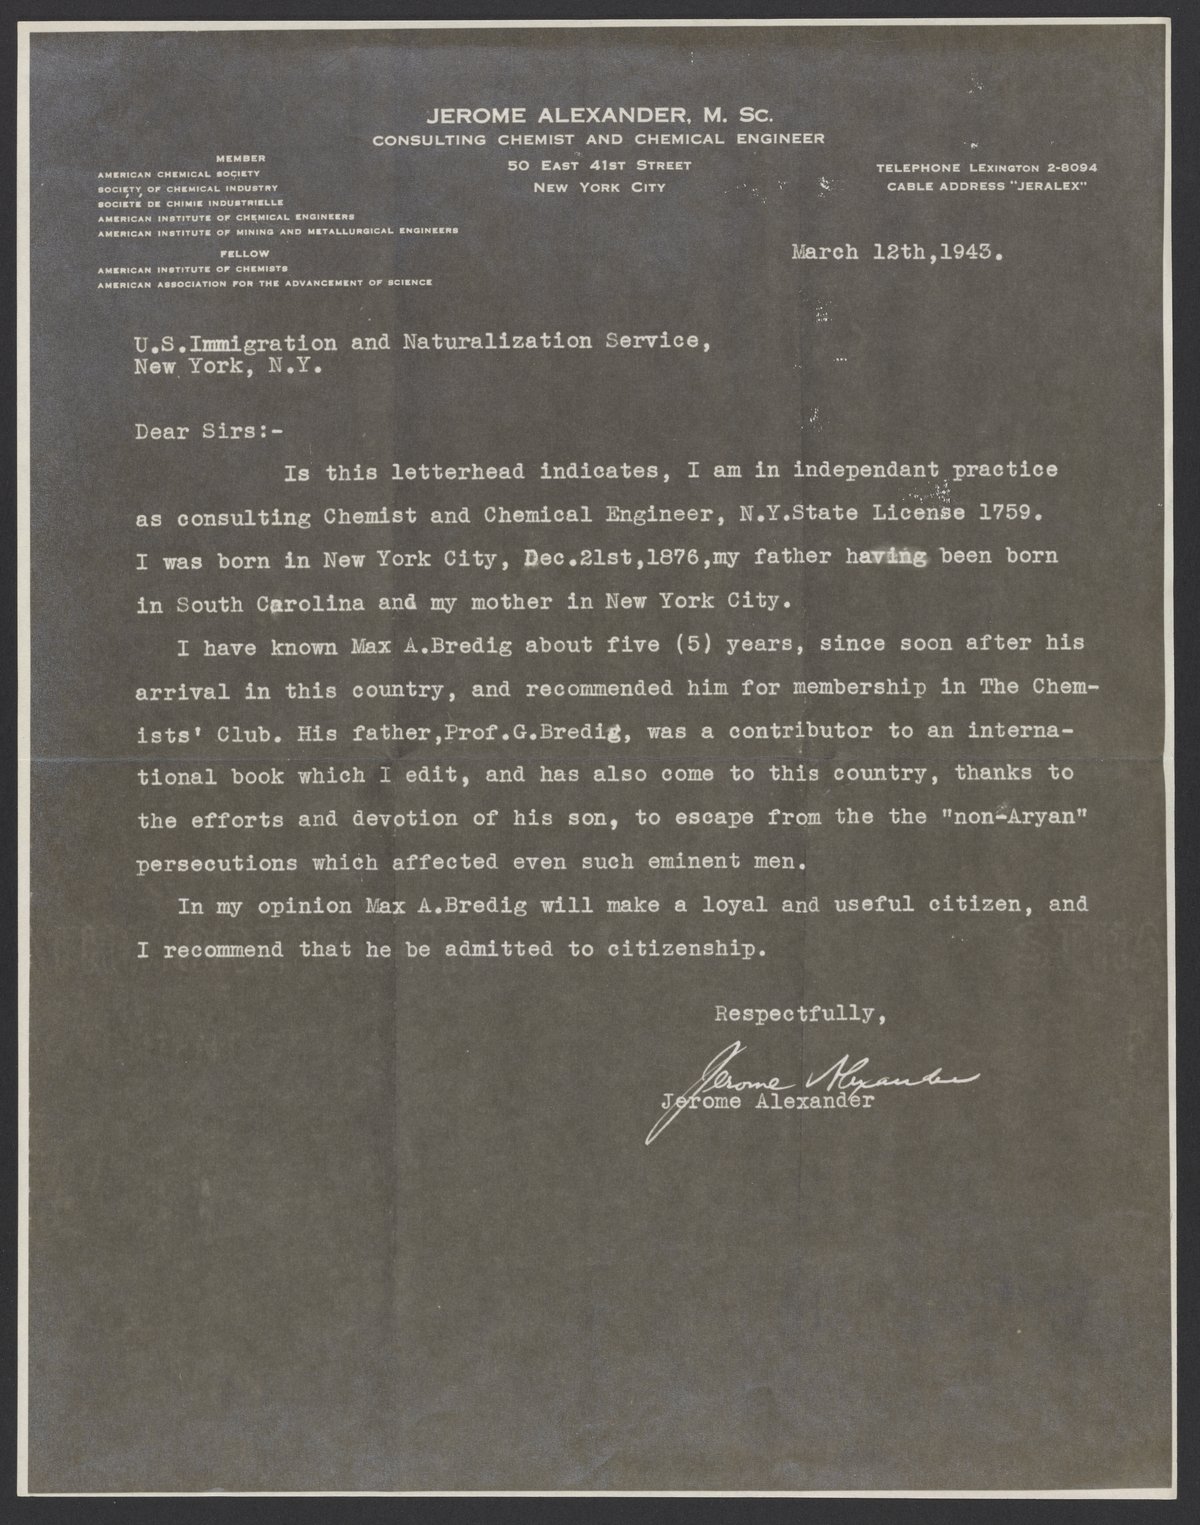 JEROME ALEXANDER, M. Sc.
CONSULTING CHEMIST AND CHEMICAL ENGINEER
50 EAST 41ST STREET
NEW YORK CITY
MEMBER
AMERICAN CHEMICAL SOCIETY
SOCIETY OF CHEMICAL INDUSTRY
SOCIÉTÉ DE CHIMIE INDUSTRIELLE
AMERICAN INSTITUTE OF CHEMICAL ENGINEERS
AMERICAN INSTITUTE OF MINING AND METALLURGICAL ENGINEERS
FELLOW
AMERICAN INSTITUTE OF CHEMISTS
AMERICAN ASSOCIATION FOR THE ADVANCEMENT OF SCIENCE
TELEPHONE LEXINGTON 2-8094
CABLE ADDRESS "JERALEX"
March 12th,1943.
U.S.Immigration and Naturalization Service,
New York, N.Y.
Dear Sirs:-
Is this letterhead indicates, I am in independant practice
as consulting Chemist and Chemical Engineer, N.Y.State License 1759.
I was born in New York City, Dec.21st,1876,my father having been born
in South Carolina and my mother in New York City.
I have known Max A.Bredig about five (5) years, since soon after his
arrival in this country, and recommended him for membership in The Chem-
ists' Club. His father,Prof.G.Bredig, was a contributor to an interna-
tional book which I edit, and has also come to this country, thanks to
the efforts and devotion of his son, to escape from the the "non-Aryan"
persecutions which affected even such eminent men.
In my opinion Max A.Bredig will make a loyal and useful citizen, and
I recommend that he be admitted to citizenship.
Respectfully,
Jerome Alexander
Jerome Alexander